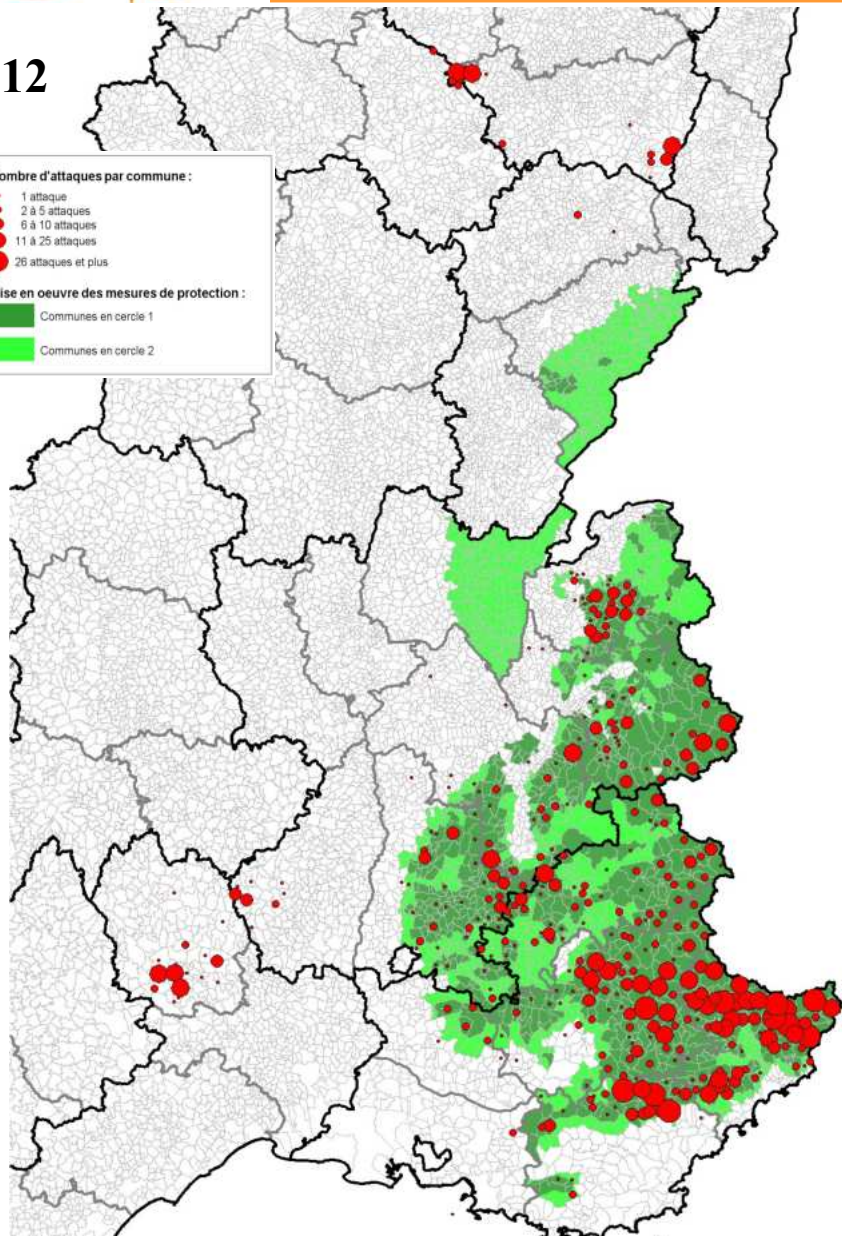 12
ombre d'attaques par commune :
1 attaque
2 à 5 attaques
6 à 10 attaques
11 à 25 attaques
26 attaques et plus
ise en oeuvre des mesures de protection :
Communes en cercle 1
Communes en cercle 2